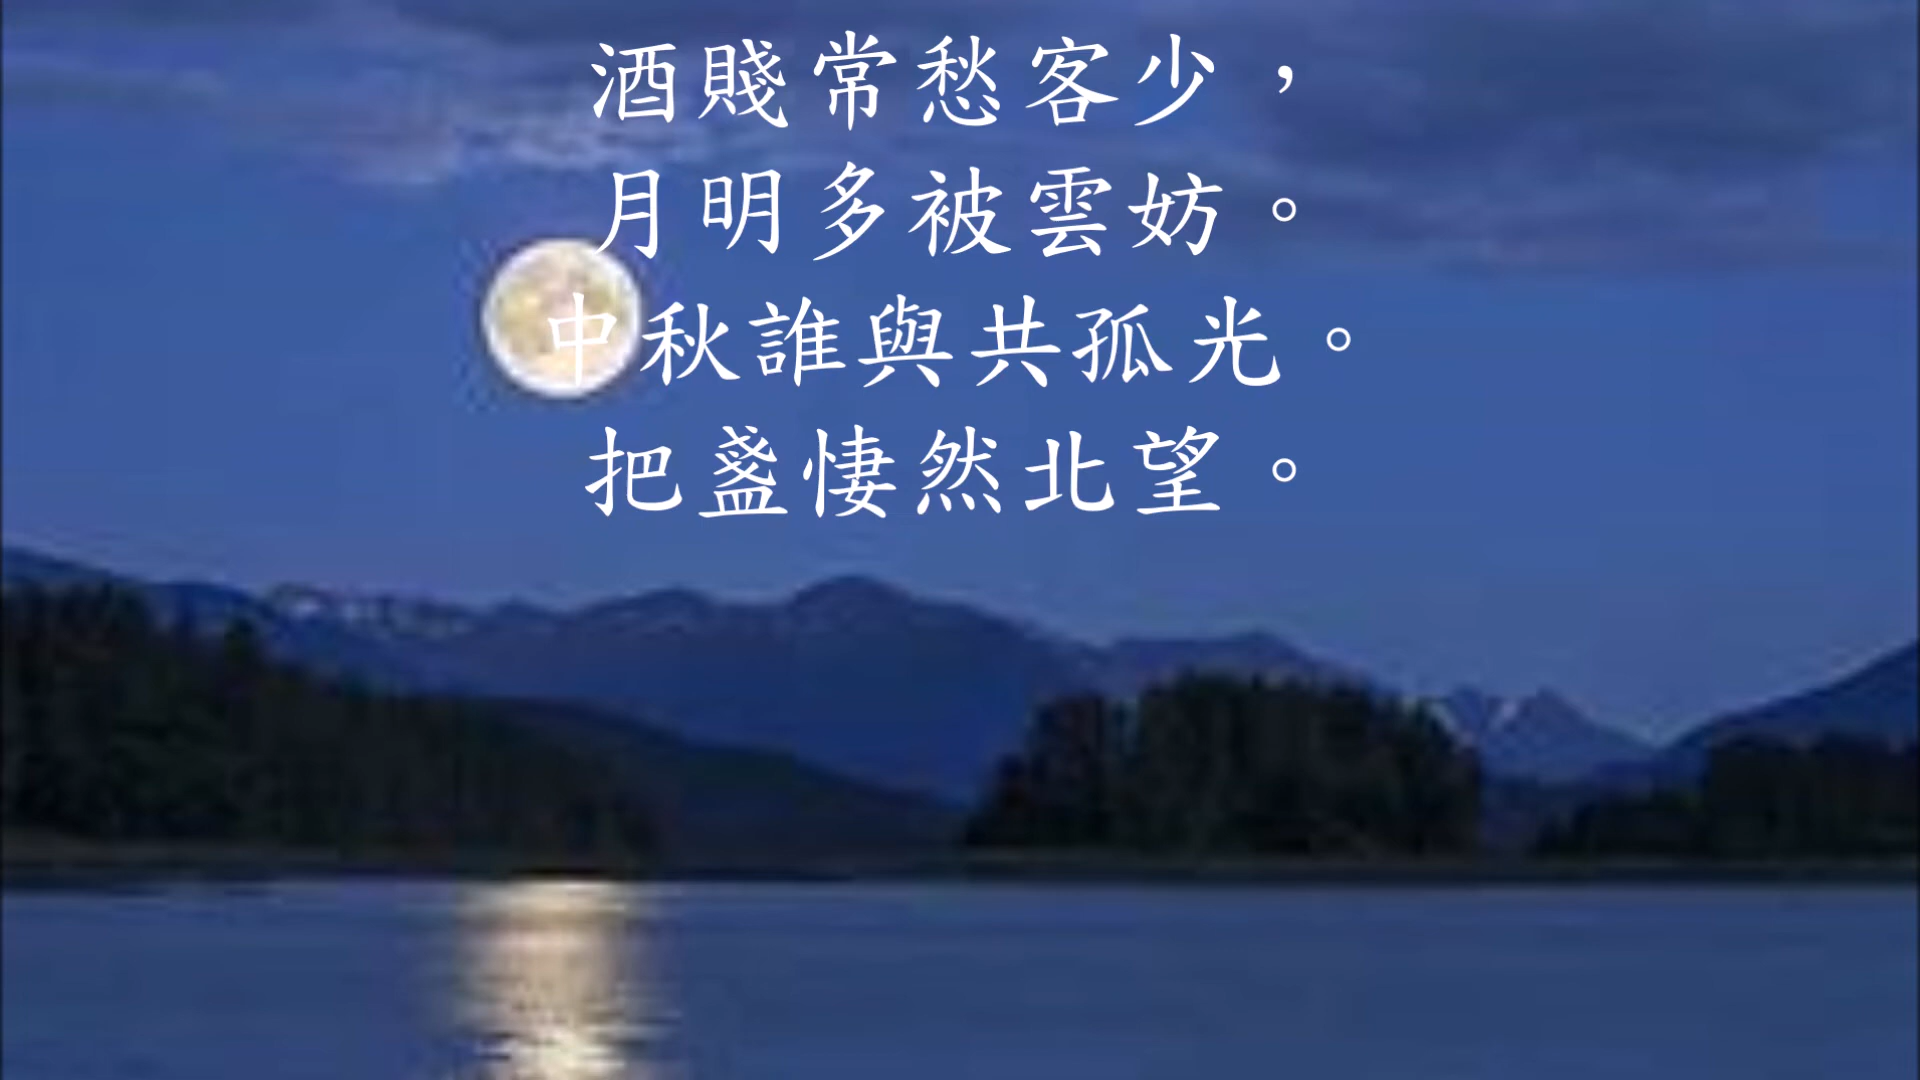 酒賤常愁客少，
月明多被雲妨。
中秋誰與共孤光。
把盞悽然北望。